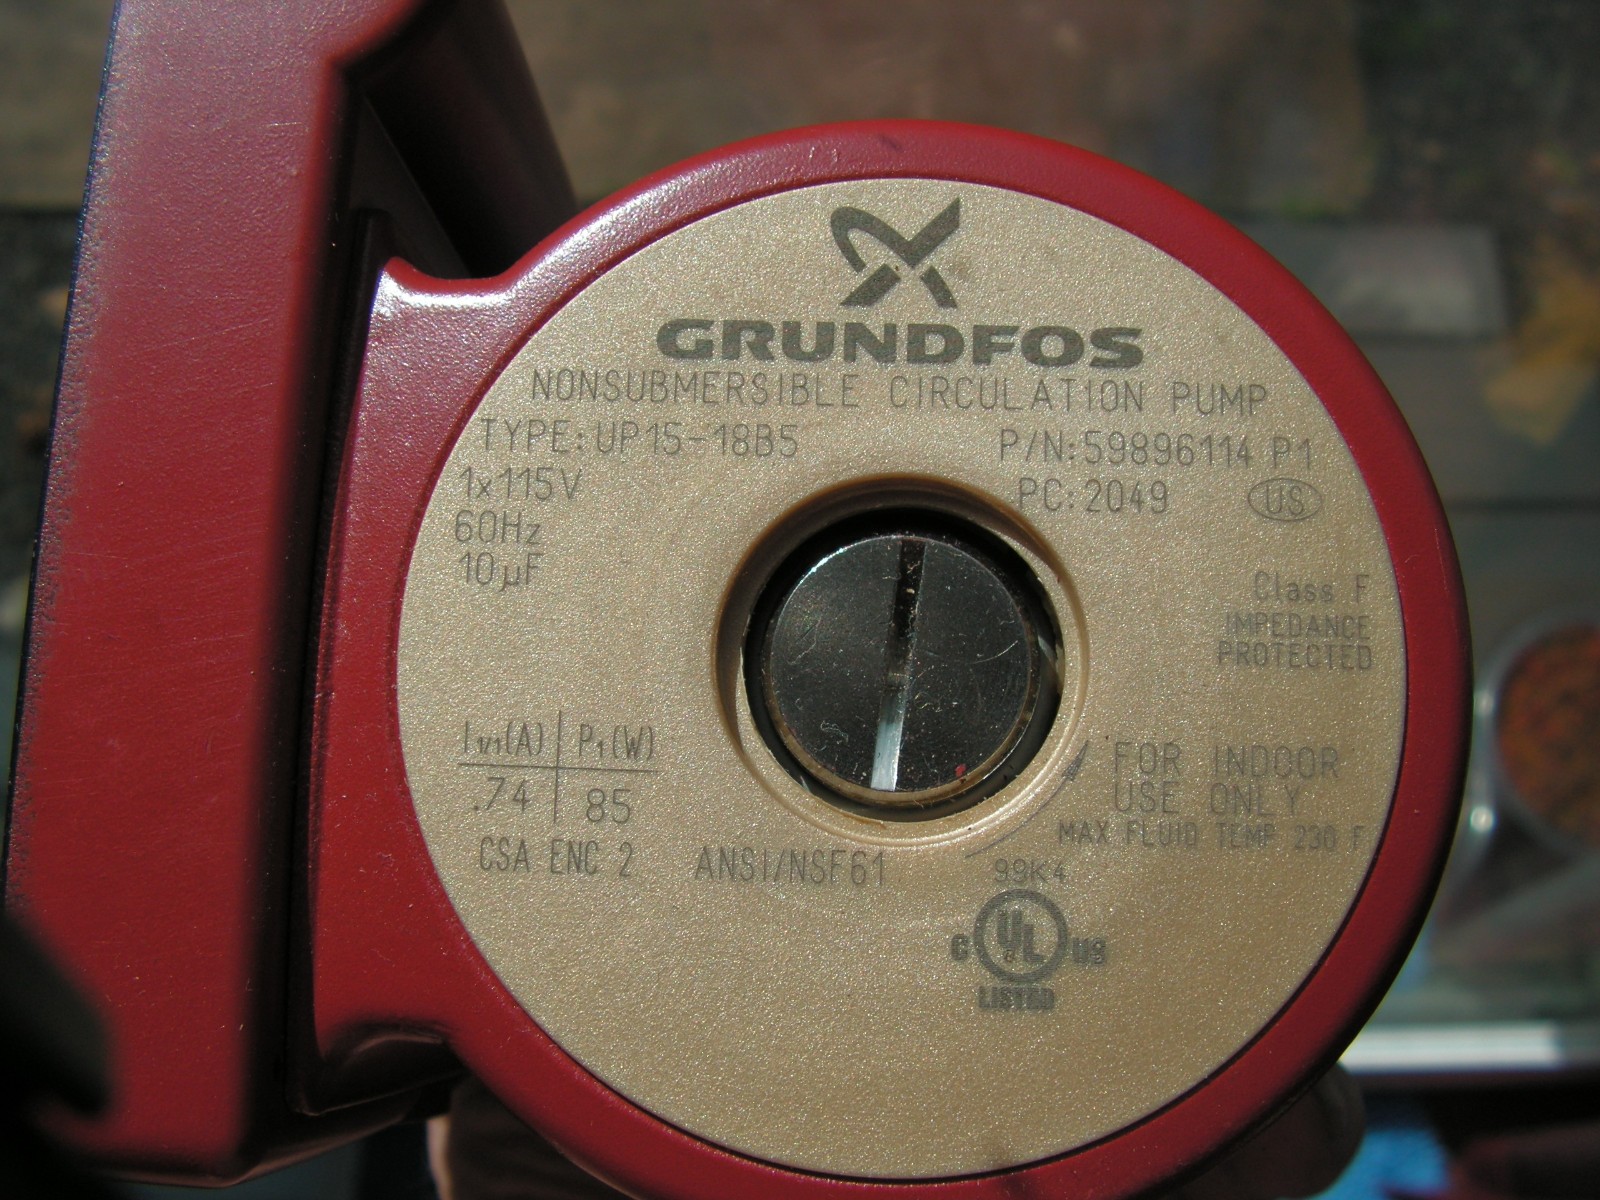 GRUNDFOS
NONSUBMERSIBLE CIRCULATION PUMP
TYPE: UP15-18B5 P/N: 59896114 P1
1x115V PC: 2049 US
60Hz
10µF
Class F
IMPEDANCE
PROTECTED
I1/1(A) P1(W)
.74 85
FOR INDOOR
USE ONLY
MAX FLUID TEMP 230 F
CSA ENC 2 ANSI/NSF61
99K4
C UL US
LISTED